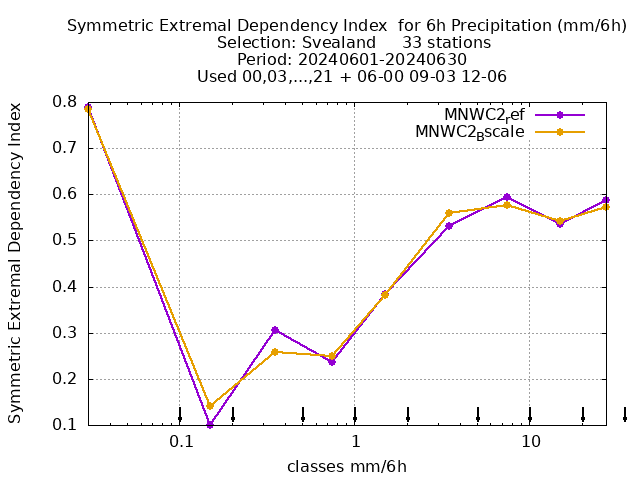 Symmetric Extremal Dependency Index  for 6h Precipitation (mm/6h)
Selection: Svealand     33 stations
Period: 20240601-20240630
Used 00,03,...,21 + 06-00 09-03 12-06
MNWC2ref
MNWC2Bscale
0.8
0.7
0.6
0.5
0.4
0.3
0.2
0.1
Symmetric Extremal Dependency Index
0.1 1 10
classes mm/6h